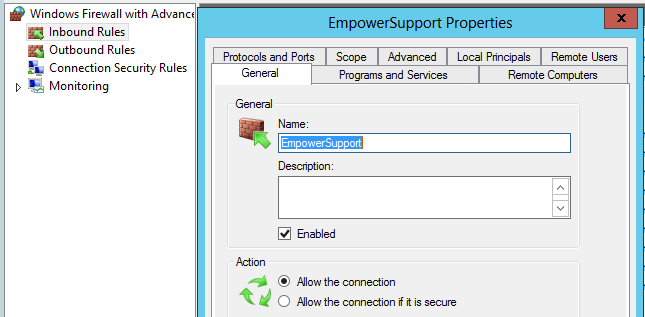 Windows Firewall with Advance
Inbound Rules
Outbound Rules
Connection Security Rules
Monitoring
EmpowerSupport Properties
x
Protocols and Ports Scope Advanced Local Principals Remote Users
General Programs and Services Remote Computers
General
Name:
EmpowerSupport
Description:
Enabled
Action
Allow the connection
Allow the connection if it is secure